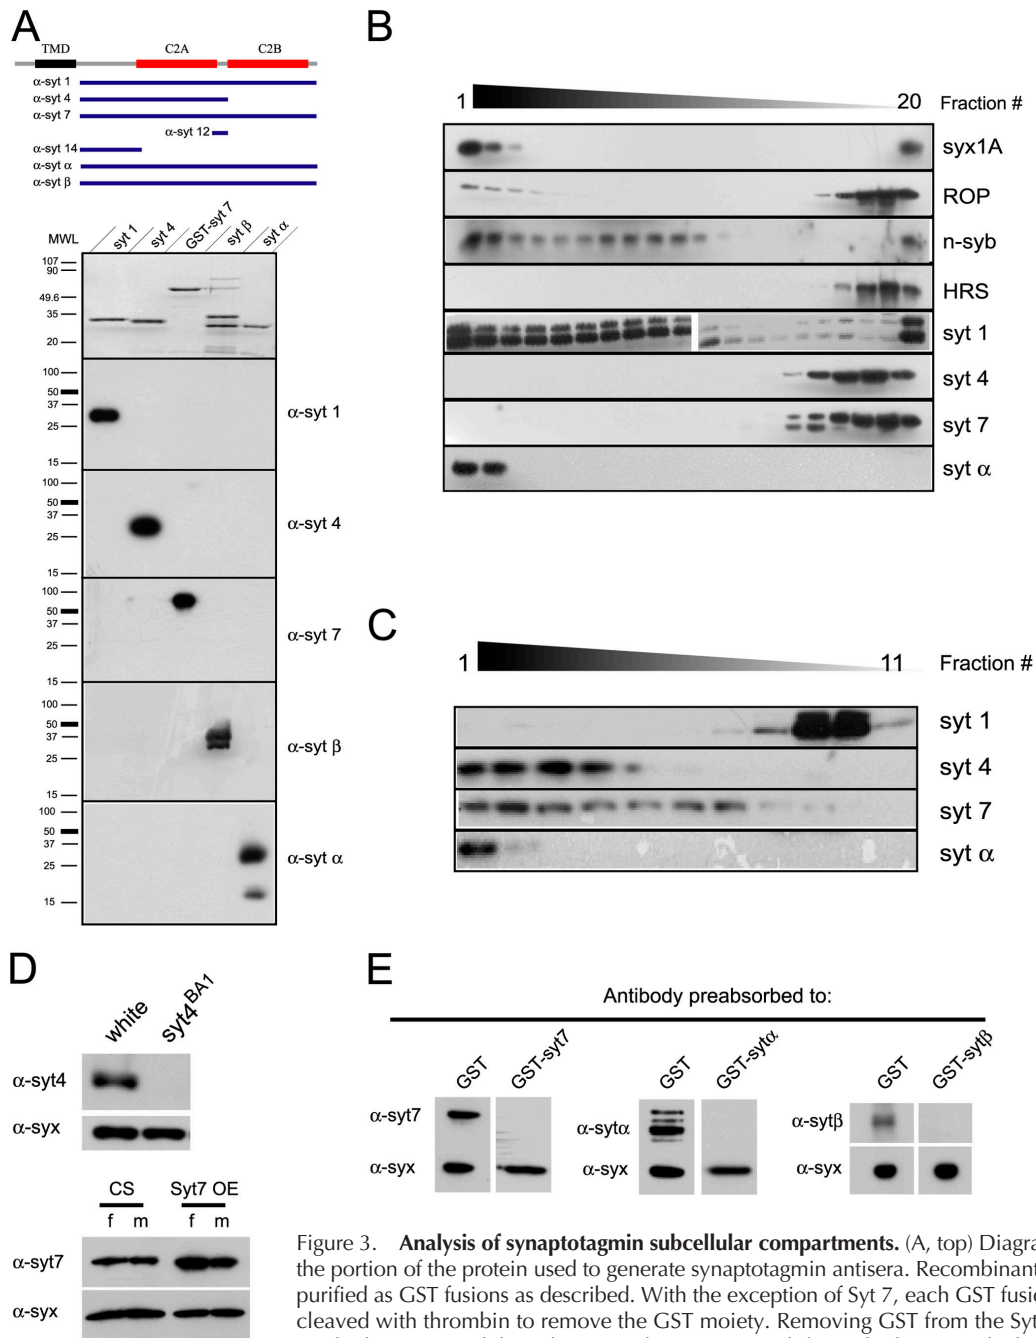 A
TMD C2A C2B
α-syt 1
α-syt 4
α-syt 7
α-syt 12
α-syt 14
α-syt α
α-syt β
MWL syt 1 syt 4 GST-syt 7 syt β syt α
107
90
49.6
35
20
100
50
37
25
15
α-syt 1
100
50
37
25
15
α-syt 4
100
50
37
25
15
α-syt 7
100
50
37
25
15
α-syt β
100
50
37
25
15
α-syt α
B
1 20 Fraction #
syx1A
ROP
n-syb
HRS
syt 1
syt 4
syt 7
syt α
C
1 11 Fraction #
syt 1
syt 4
syt 7
syt α
D
white Syt4BA1
α-syt4
α-syx
CS Syt7 OE
f m f m
α-syt7
α-syx
E
Antibody preabsorbed to:
GST GST-syt7 GST GST-sytα GST GST-sytβ
α-syt7 α-sytα α-sytβ
α-syx α-syx α-syx
Figure 3. Analysis of synaptotagmin subcellular compartments. (A, top) Diagra
the portion of the protein used to generate synaptotagmin antisera. Recombinant
purified as GST fusions as described. With the exception of Syt 7, each GST fusio
cleaved with thrombin to remove the GST moiety. Removing GST from the Syt